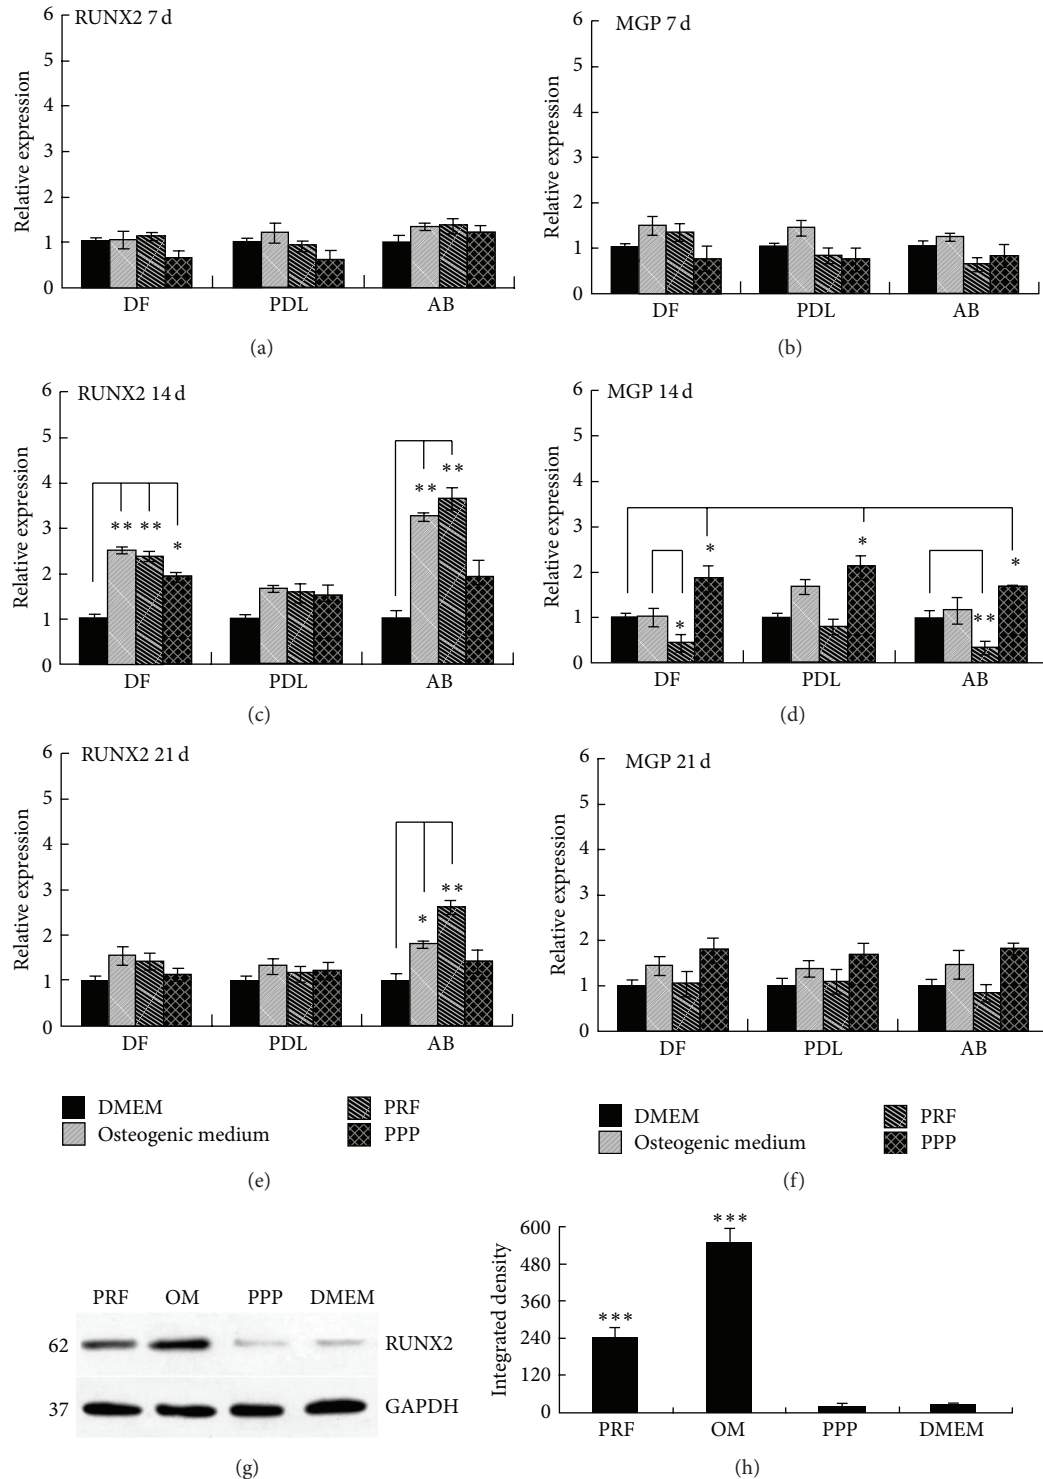 RUNX2 7 d
Relative expression
6
5
4
3
2
1
0
DF PDL AB
(a)
MGP 7 d
Relative expression
6
5
4
3
2
1
0
DF PDL AB
(b)
RUNX2 14 d
Relative expression
6
5
4
3
2
1
0
** ** *
** **
DF PDL AB
(c)
MGP 14 d
Relative expression
6
5
4
3
2
1
0
* * * ** *
DF PDL AB
(d)
RUNX2 21 d
Relative expression
6
5
4
3
2
1
0
* **
DF PDL AB
DMEM
Osteogenic medium
PRF
PPP
(e)
MGP 21 d
Relative expression
6
5
4
3
2
1
0
DF PDL AB
DMEM
Osteogenic medium
PRF
PPP
(f)
PRF OM PPP DMEM
62 RUNX2
37 GAPDH
(g)
Integrated density
600
480
360
240
120
0
*** ***
PRF OM PPP DMEM
(h)